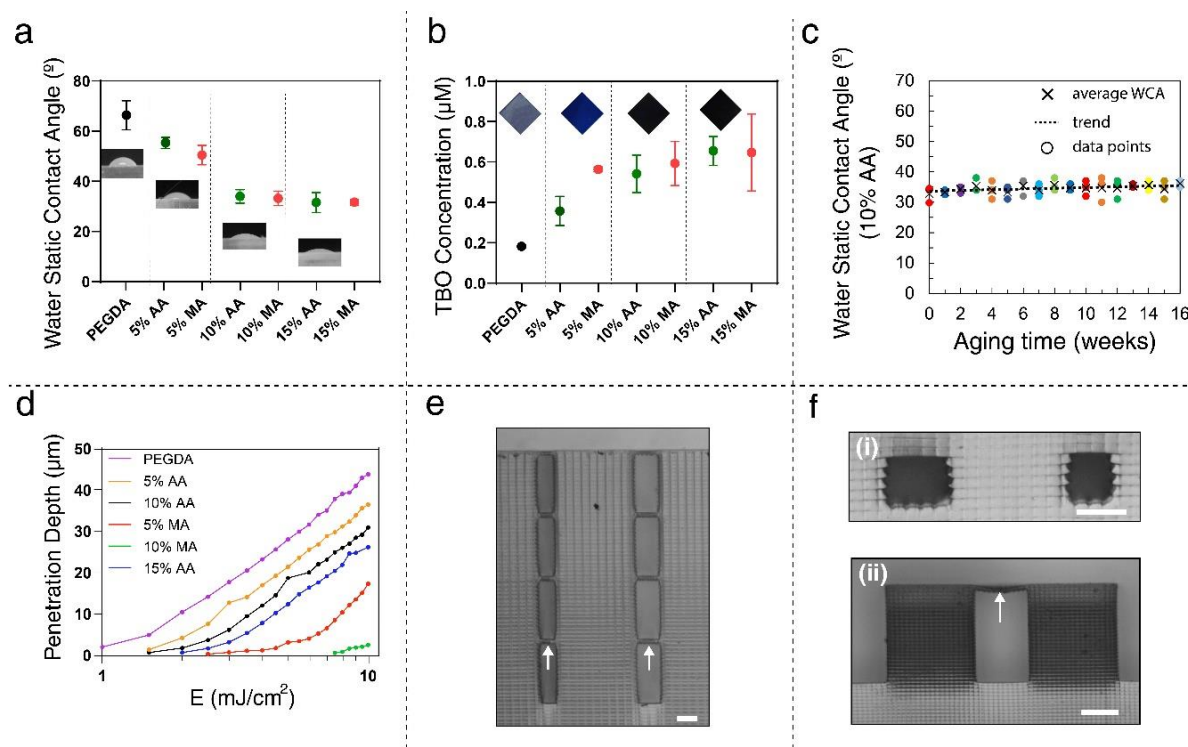 a
Water Static Contact Angle (º)
80
60
40
20
0
PEGDA
5% AA
5% MA
10% AA
10% MA
15% AA
15% MA
b
TBO Concentration (µM)
1.0
0.8
0.6
0.4
0.2
0.0
PEGDA
5% AA
5% MA
10% AA
10% MA
15% AA
15% MA
c
Water Static Contact Angle (º)
(10% AA)
70
60
50
40
30
20
10
0
average WCA
trend
data points
0 2 4 6 8 10 12 14 16
Aging time (weeks)
d
Penetration Depth (µm)
50
40
30
20
10
0
PEGDA
5% AA
10% AA
5% MA
10% MA
15% AA
1 10
E (mJ/cm²)
e
f
(i)
(ii)